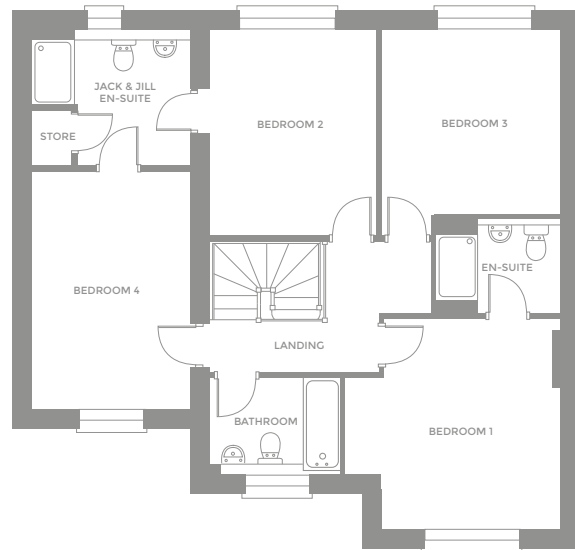 JACK & JILL
EN-SUITE
STORE
BEDROOM 2
BEDROOM 3
BEDROOM 4
EN-SUITE
LANDING
BATHROOM
BEDROOM 1